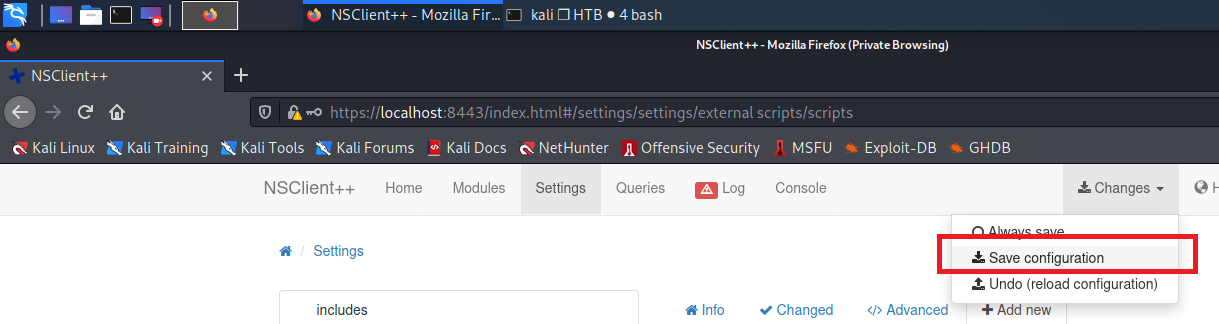 NSClient++ - Mozilla Fir... kali ❐ HTB ● 4 bash
NSClient++ - Mozilla Firefox (Private Browsing)
NSClient++
https://localhost:8443/index.html#/settings/settings/external scripts/scripts
Kali Linux Kali Training Kali Tools Kali Forums Kali Docs NetHunter Offensive Security MSFU Exploit-DB GHDB
NSClient++ Home Modules Settings Queries Log Console Changes H
Always save
/ Settings
Save configuration
Undo (reload configuration)
includes
Info Changed </> Advanced + Add new